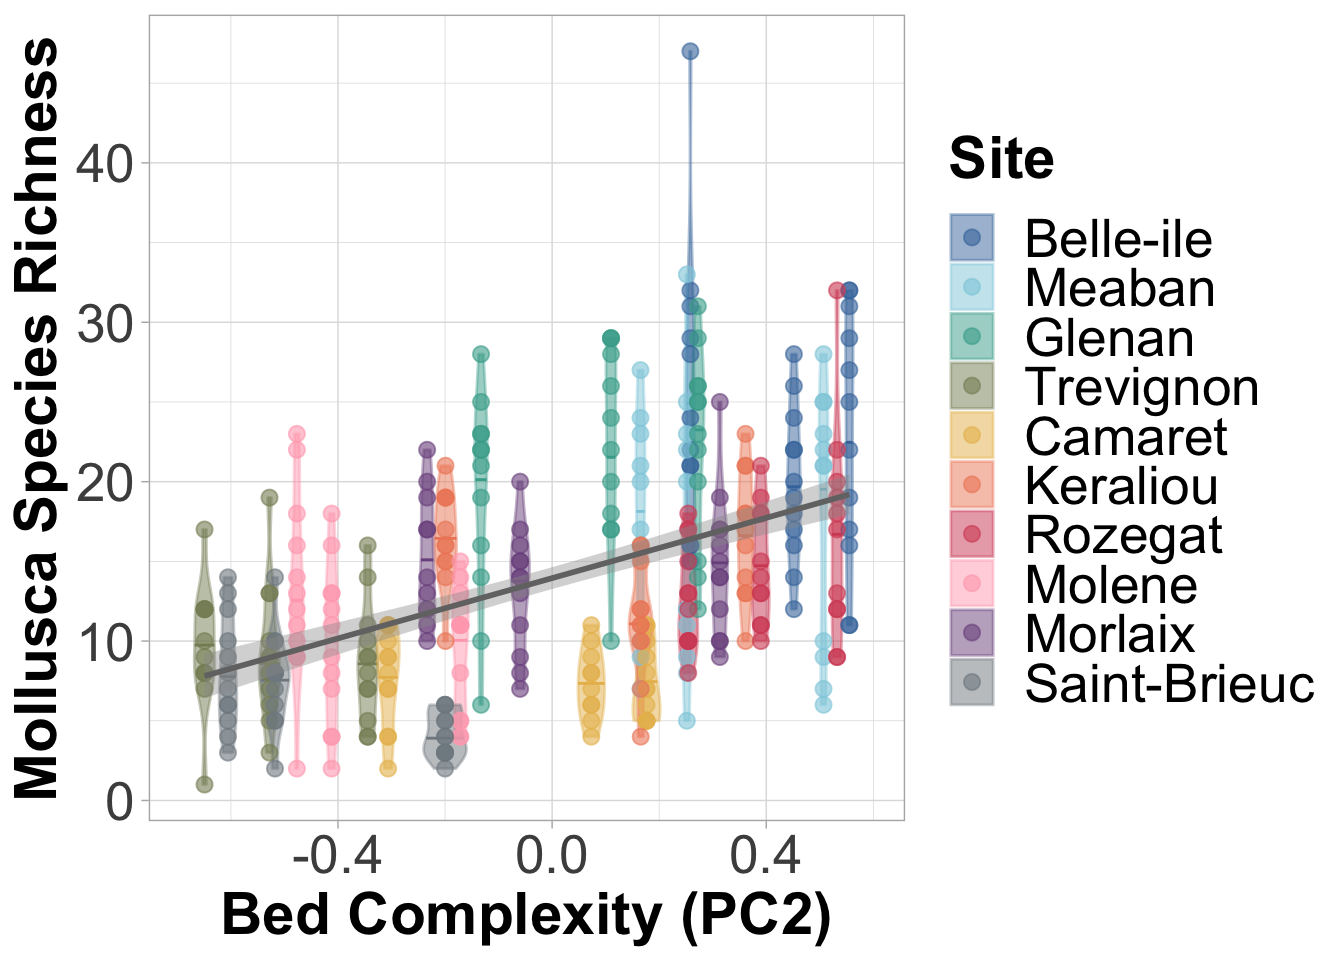 Mollusca Species Richness
40
30
20
10
0
-0.4
0.0
0.4
Bed Complexity (PC2)
Site
Belle-ile
Meaban
Glenan
Trevignon
Camaret
Keraliou
Rozegat
Molene
Morlaix
Saint-Brieuc